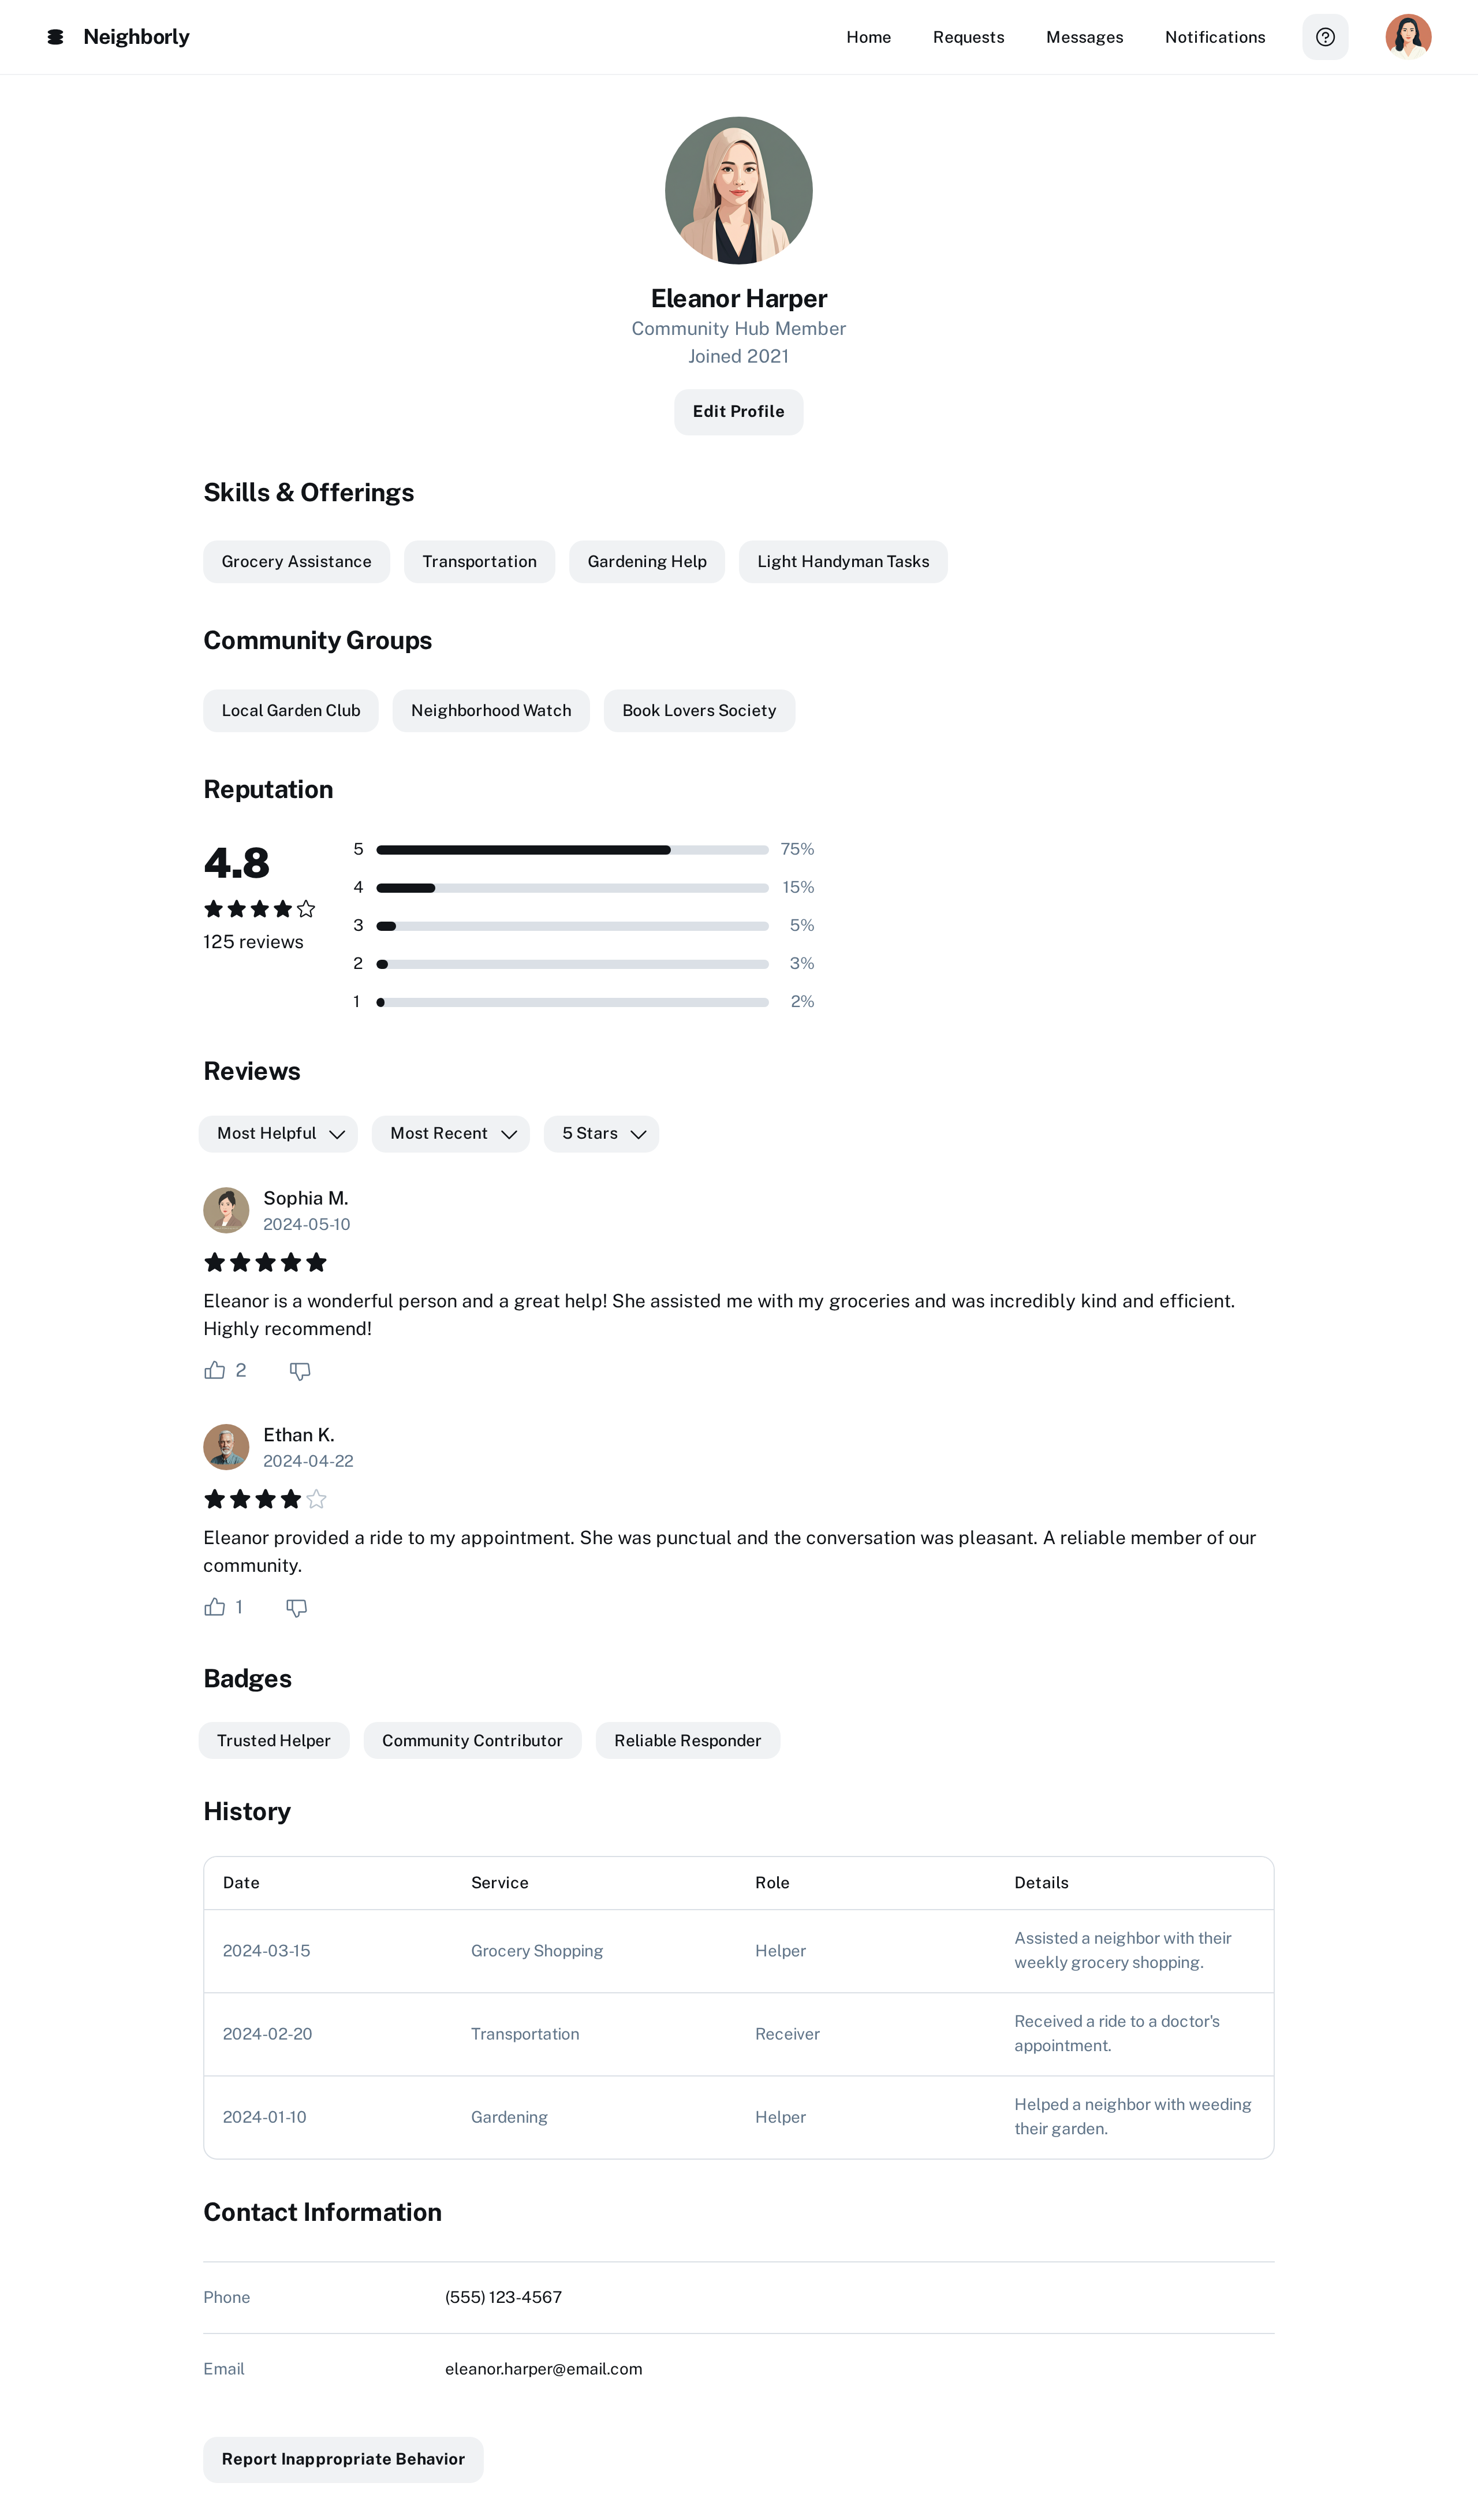 Neighborly
Home Requests Messages Notifications
Eleanor Harper
Community Hub Member
Joined 2021
Edit Profile
Skills & Offerings
Grocery Assistance Transportation Gardening Help Light Handyman Tasks
Community Groups
Local Garden Club Neighborhood Watch Book Lovers Society
Reputation
4.8
125 reviews
5 75%
4 15%
3 5%
2 3%
1 2%
Reviews
Most Helpful Most Recent 5 Stars
Sophia M.
2024-05-10
Eleanor is a wonderful person and a great help! She assisted me with my groceries and was incredibly kind and efficient.
Highly recommend!
2
Ethan K.
2024-04-22
Eleanor provided a ride to my appointment. She was punctual and the conversation was pleasant. A reliable member of our
community.
1
Badges
Trusted Helper Community Contributor Reliable Responder
History
Date Service Role Details
2024-03-15 Grocery Shopping Helper Assisted a neighbor with their
weekly grocery shopping.
2024-02-20 Transportation Receiver Received a ride to a doctor's
appointment.
2024-01-10 Gardening Helper Helped a neighbor with weeding
their garden.
Contact Information
Phone (555) 123-4567
Email eleanor.harper@email.com
Report Inappropriate Behavior